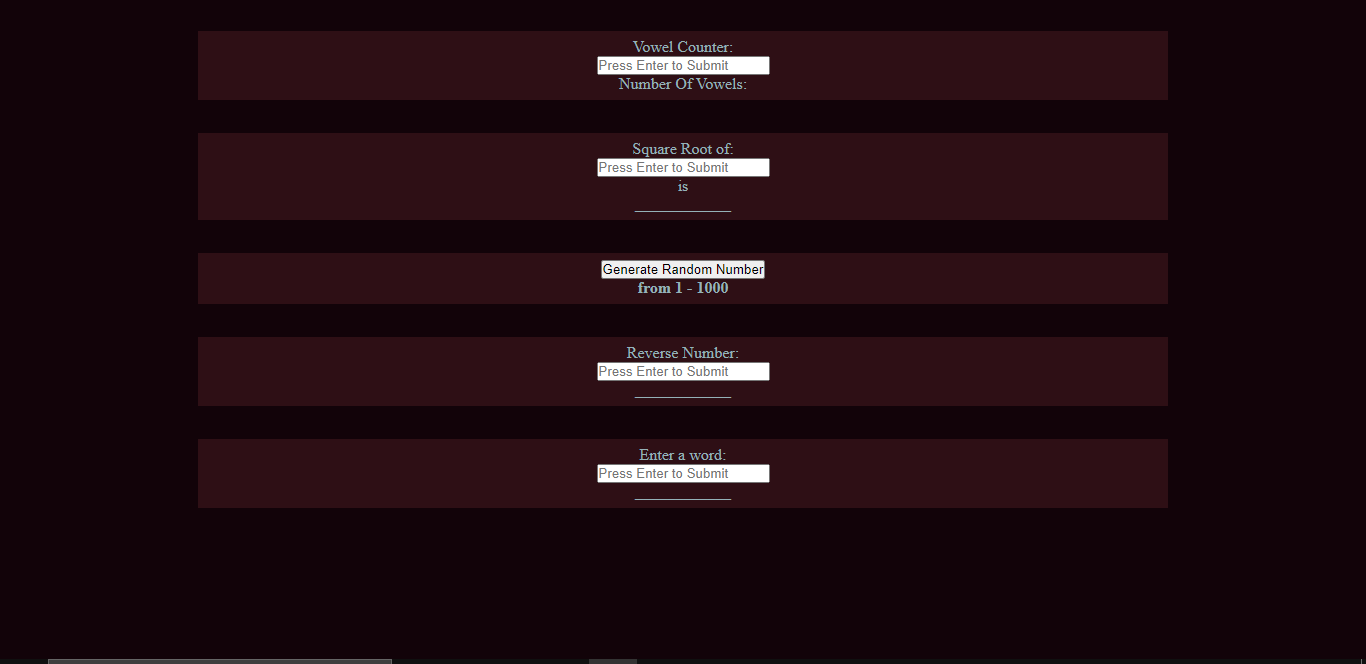 Vowel Counter:
Press Enter to Submit
Number Of Vowels:
Square Root of:
Press Enter to Submit
is
____________
Generate Random Number
from 1 - 1000
Reverse Number:
Press Enter to Submit
____________
Enter a word:
Press Enter to Submit
____________